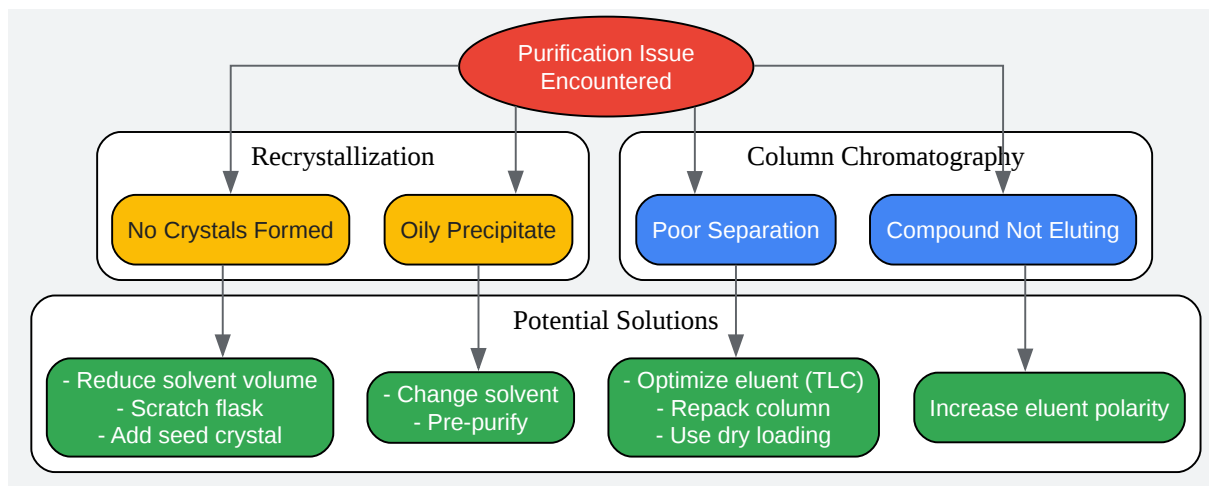 Purification Issue
Encountered
Recrystallization
Column Chromatography
No Crystals Formed
Oily Precipitate
Poor Separation
Compound Not Eluting
Potential Solutions
- Reduce solvent volume
- Scratch flask
- Add seed crystal
- Change solvent
- Pre-purify
- Optimize eluent (TLC)
- Repack column
- Use dry loading
Increase eluent polarity